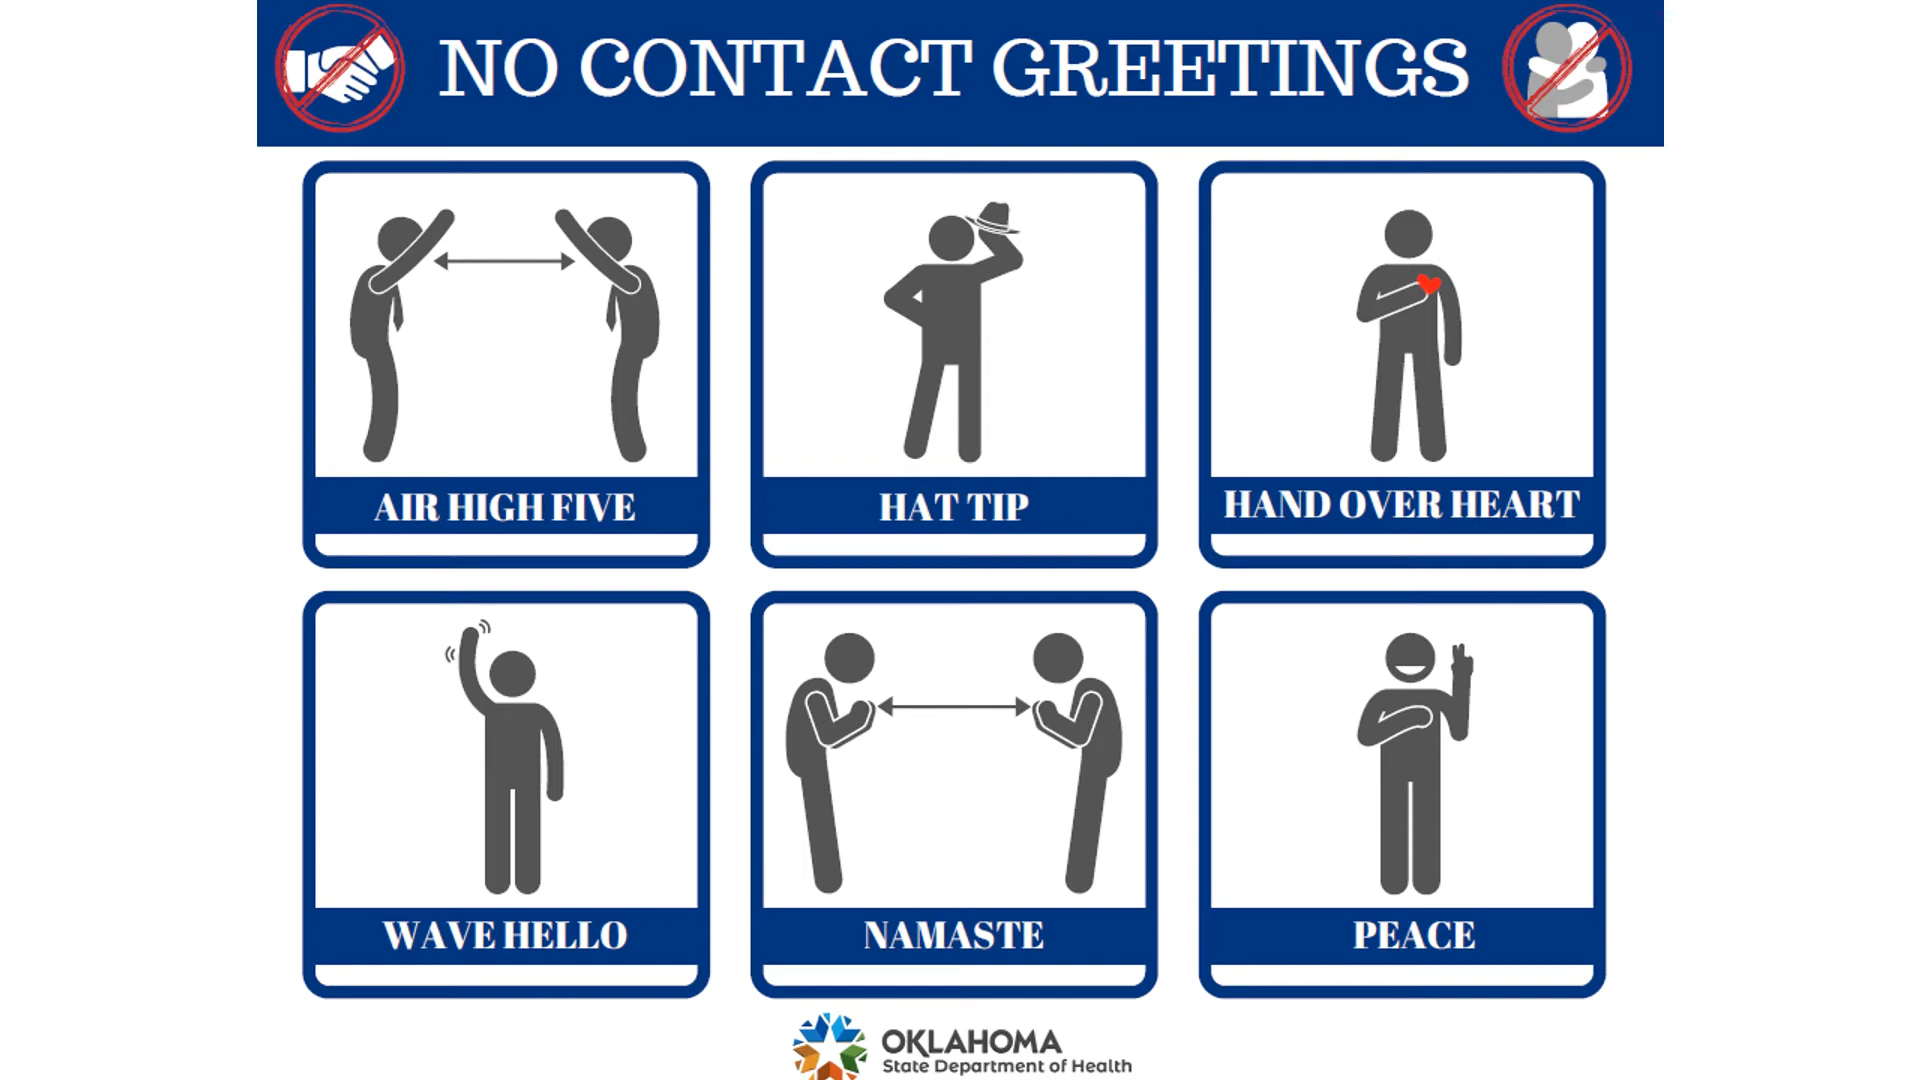 NO CONTACT GREETINGS
AIR HIGH FIVE
HAT TIP
HAND OVER HEART
WAVE HELLO
NAMASTE
PEACE
OKLAHOMA
State Department of Health